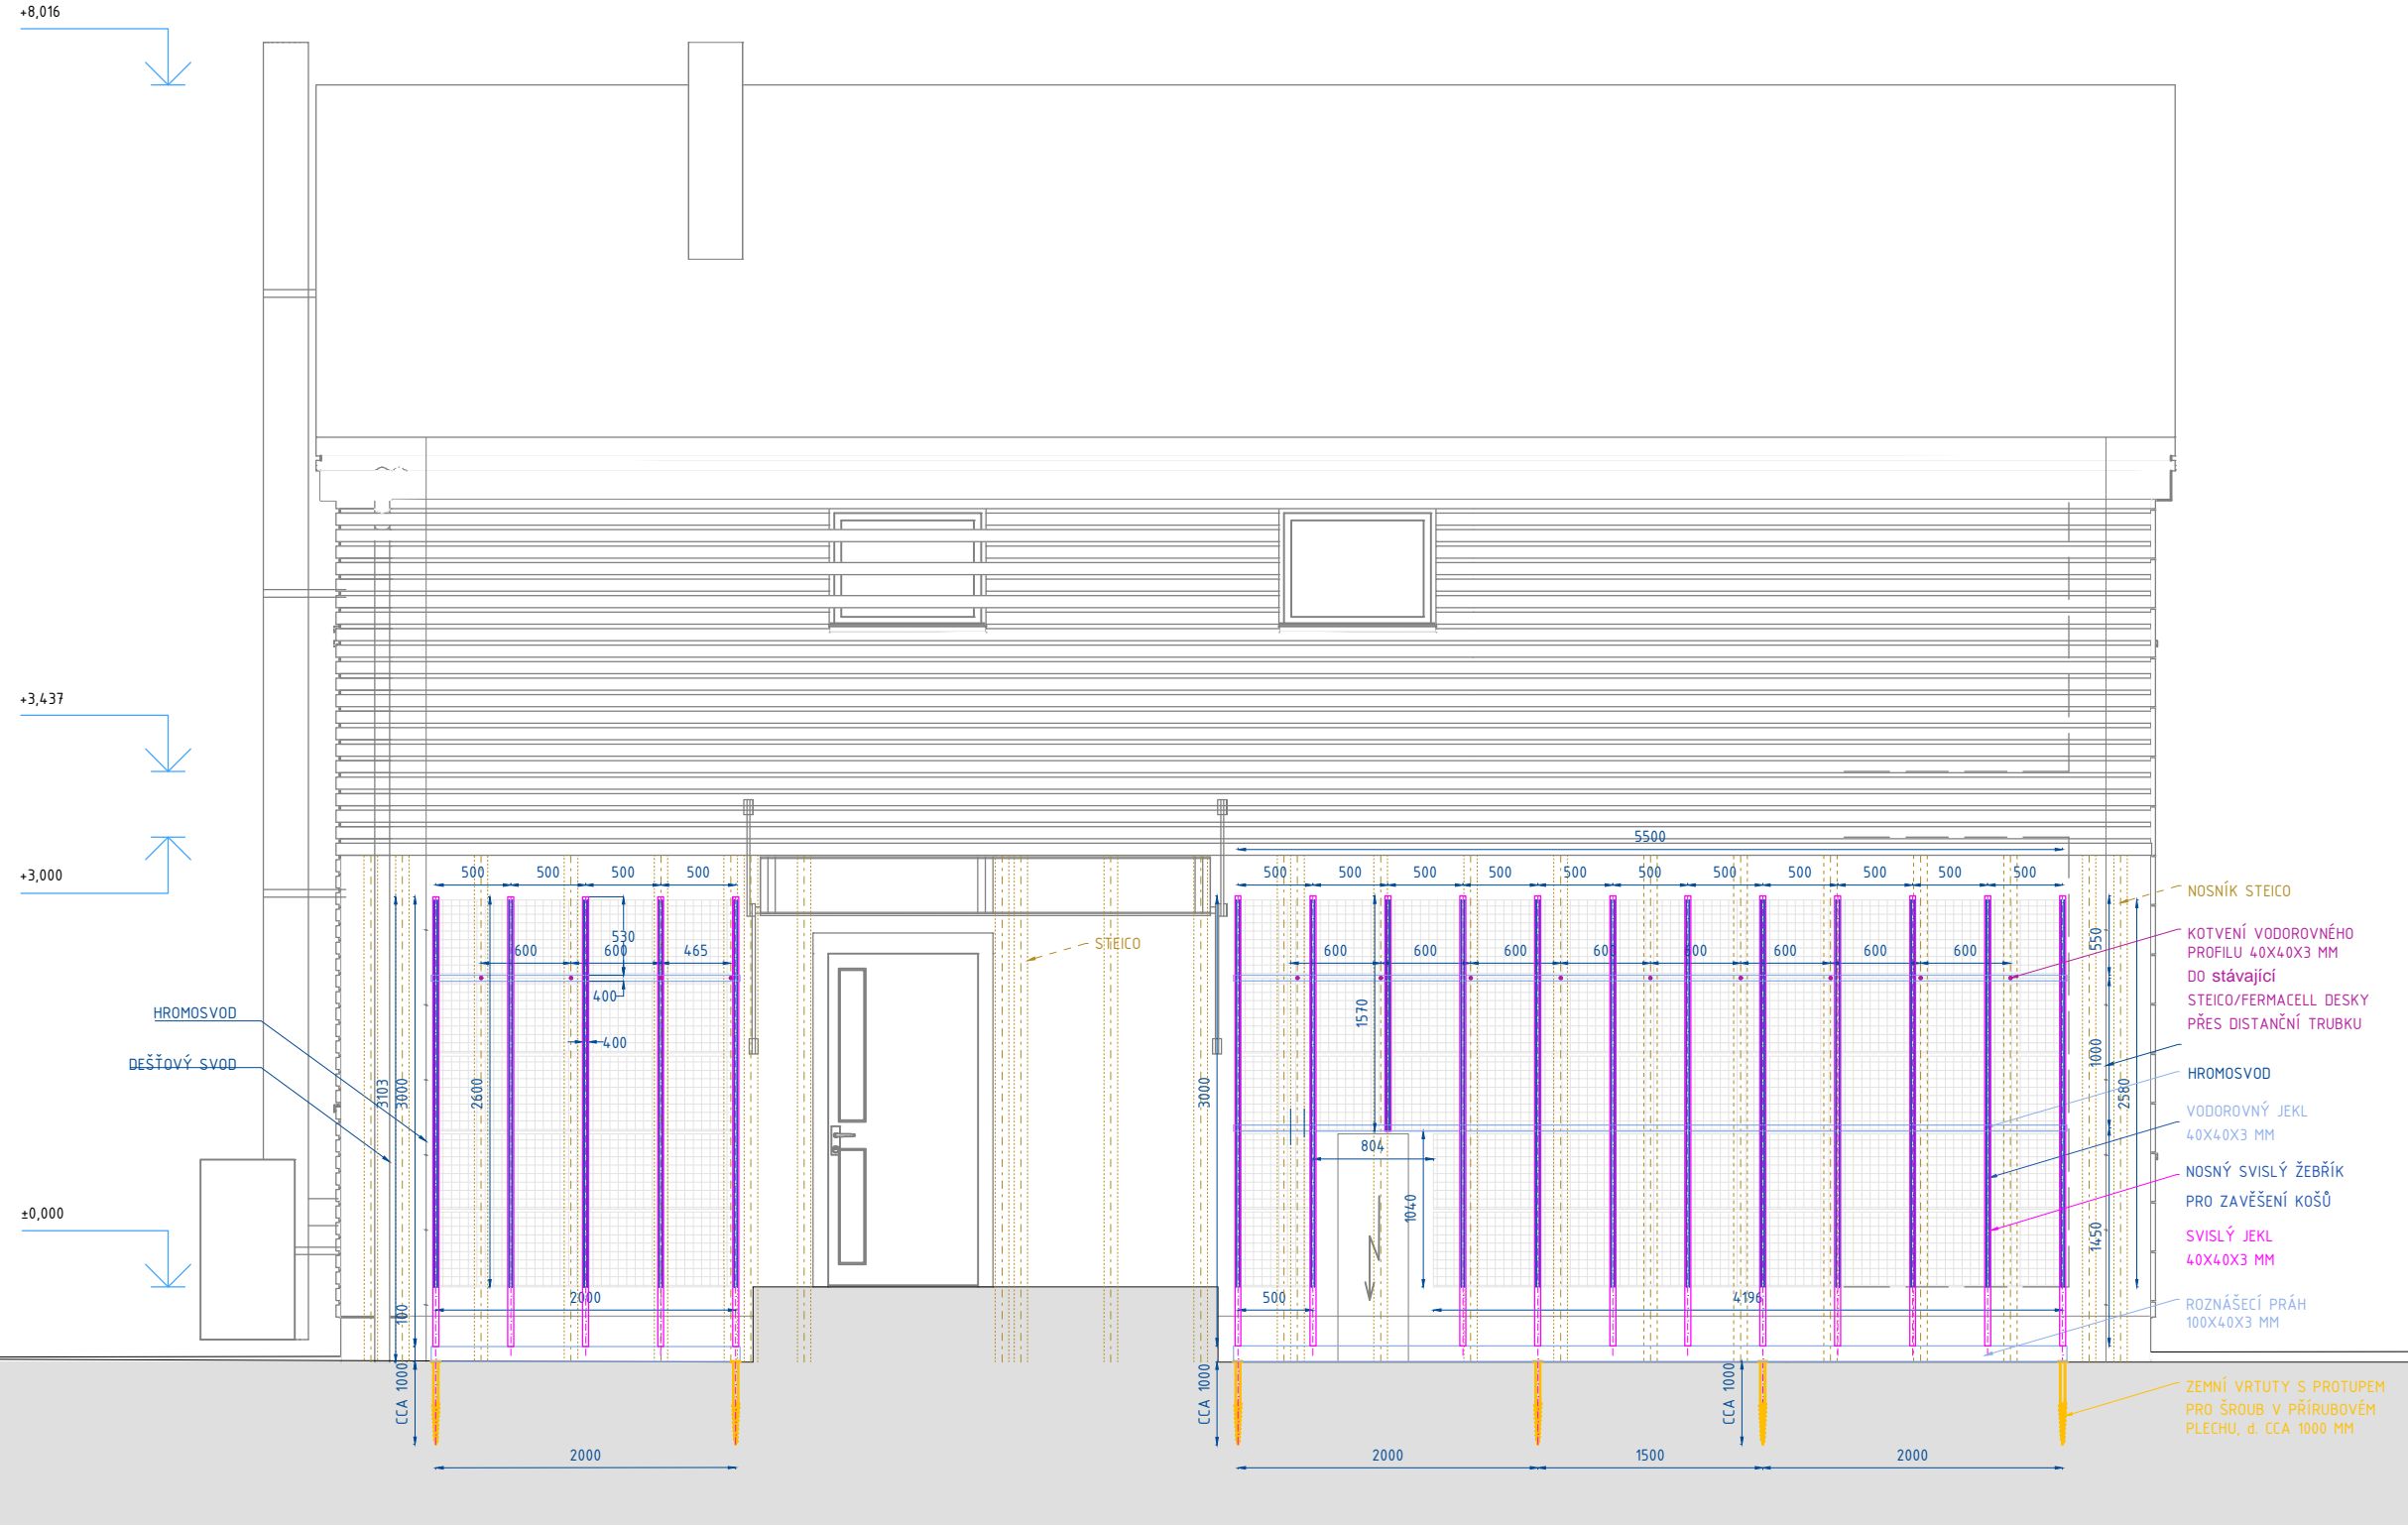 +8,016
+3,437
+3,000
±0,000
5500
500 500 500 500
500 500 500 500 500 500 500 500 500 500 500
530
600 600 465
600 600 600 600 600 600 600 600
400
400
1570
550
1000
2580
1450
3103
3000
2600
3000
100
804
1040
2000
500
4196
CCA 1000
CCA 1000
CCA 1000
2000
2000
1500
2000
HROMOSVOD
DEŠŤOVÝ SVOD
STEICO
NOSNÍK STEICO
KOTVENÍ VODOROVNÉHO
PROFILU 40X40X3 MM
DO stávající
STEICO/FERMACELL DESKY
PŘES DISTANČNÍ TRUBKU
HROMOSVOD
VODOROVNÝ JEKL
40X40X3 MM
NOSNÝ SVISLÝ ŽEBŘÍK
PRO ZAVĚŠENÍ KOŠŮ
SVISLÝ JEKL
40X40X3 MM
ROZNÁŠECÍ PRÁH
100X40X3 MM
ZEMNÍ VRTUTY S PROTUPEM
PRO ŠROUB V PŘÍRUBOVÉM
PLECHU, d. CCA 1000 MM